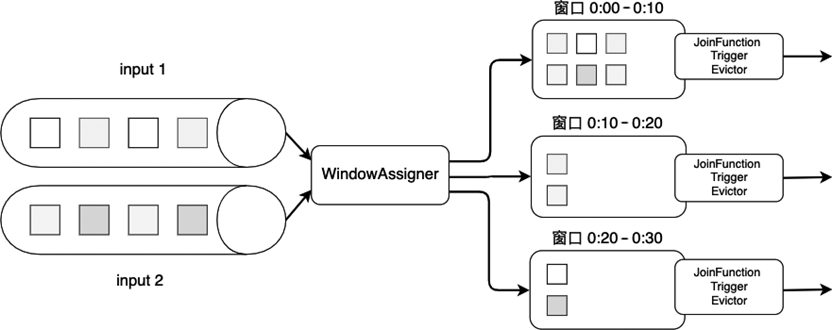 input 1
input 2
WindowAssigner
窗口 0:00 – 0:10
JoinFunction
Trigger
Evictor
窗口 0:10 – 0:20
JoinFunction
Trigger
Evictor
窗口 0:20 – 0:30
JoinFunction
Trigger
Evictor